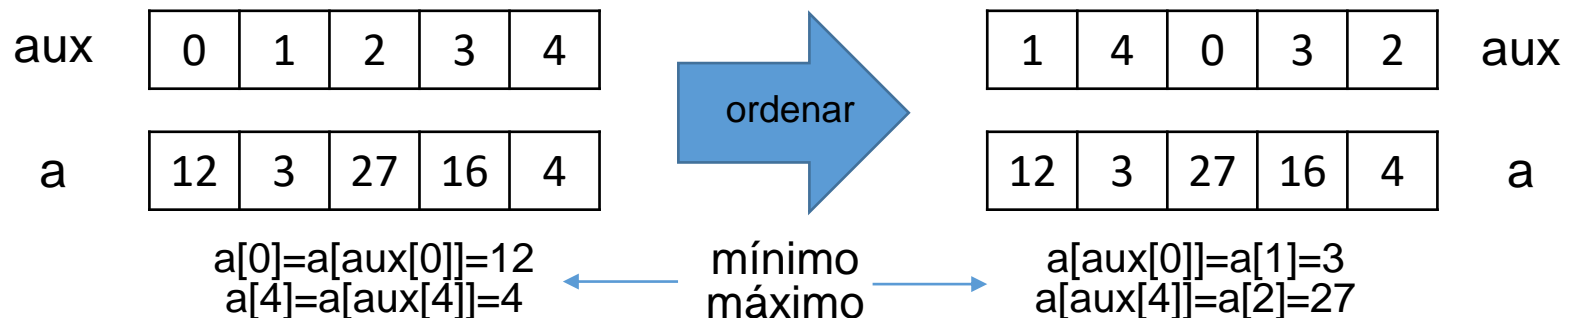 aux 0 1 2 3 4 ordenar 1 4 0 3 2 aux
a 12 3 27 16 4 12 3 27 16 4 a
a[0]=a[aux[0]]=12 mínimo a[aux[0]]=a[1]=3
a[4]=a[aux[4]]=4 máximo a[aux[4]]=a[2]=27